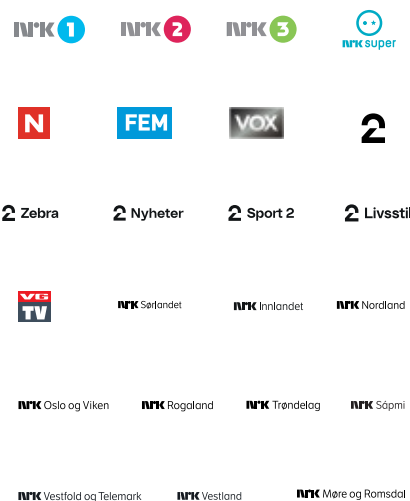 NRK 1
NRK 2
NRK 3
NRK super
N
FEM
VOX
2
2 Zebra
2 Nyheter
2 Sport 2
2 Livsstil
VG
TV
NRK Sørlandet
NRK Innlandet
NRK Nordland
NRK Oslo og Viken
NRK Rogaland
NRK Trøndelag
NRK Sápmi
NRK Vestfold og Telemark
NRK Vestland
NRK Møre og Romsdal